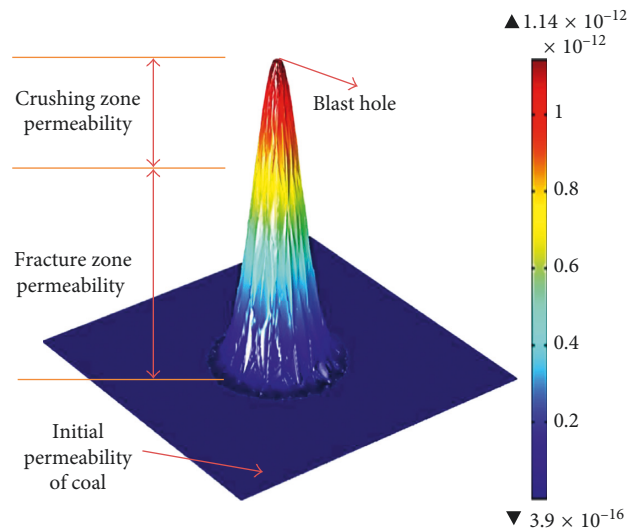 ▲ 1.14 × 10⁻¹²
× 10⁻¹²
Crushing zone
permeability
Blast hole
1
0.8
Fracture zone
permeability
0.6
0.4
0.2
Initial
permeability
of coal
▼ 3.9 × 10⁻¹⁶